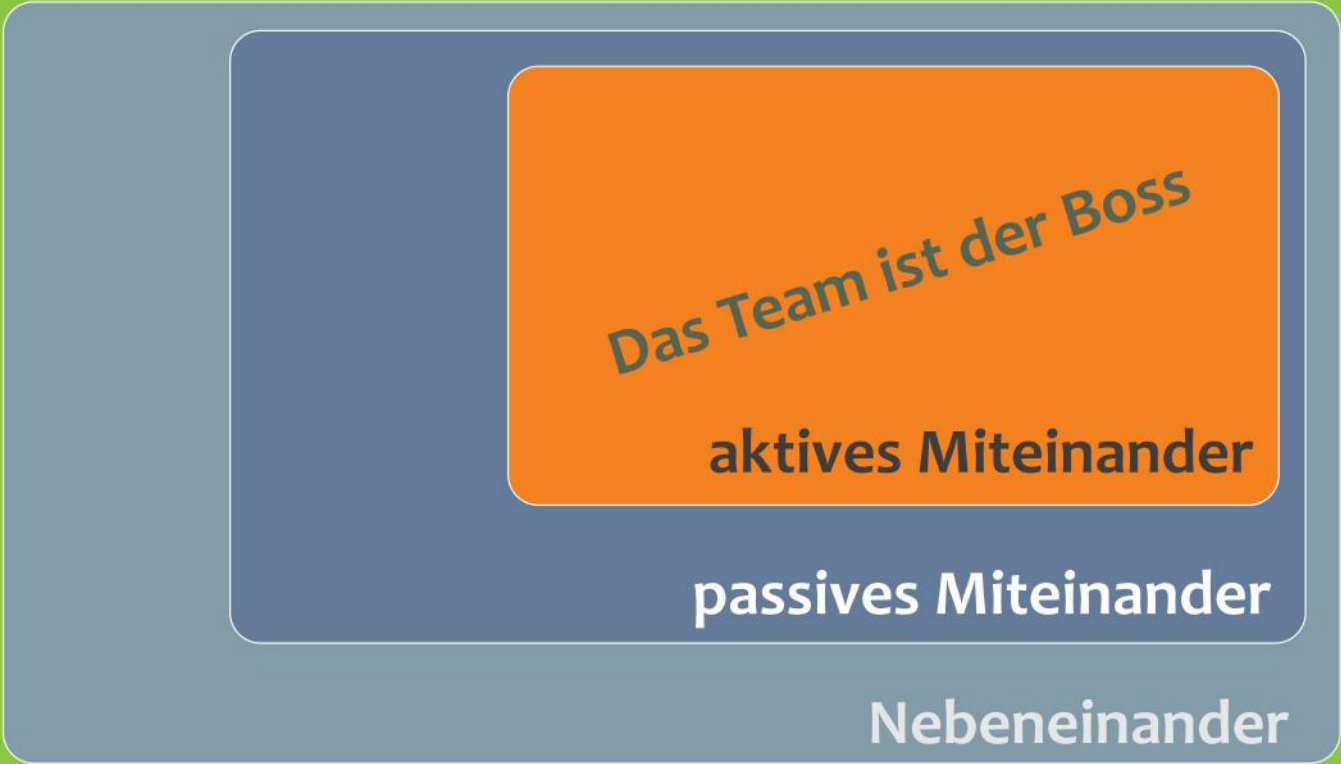 Das Team ist der Boss
aktives Miteinander
passives Miteinander
Nebeneinander